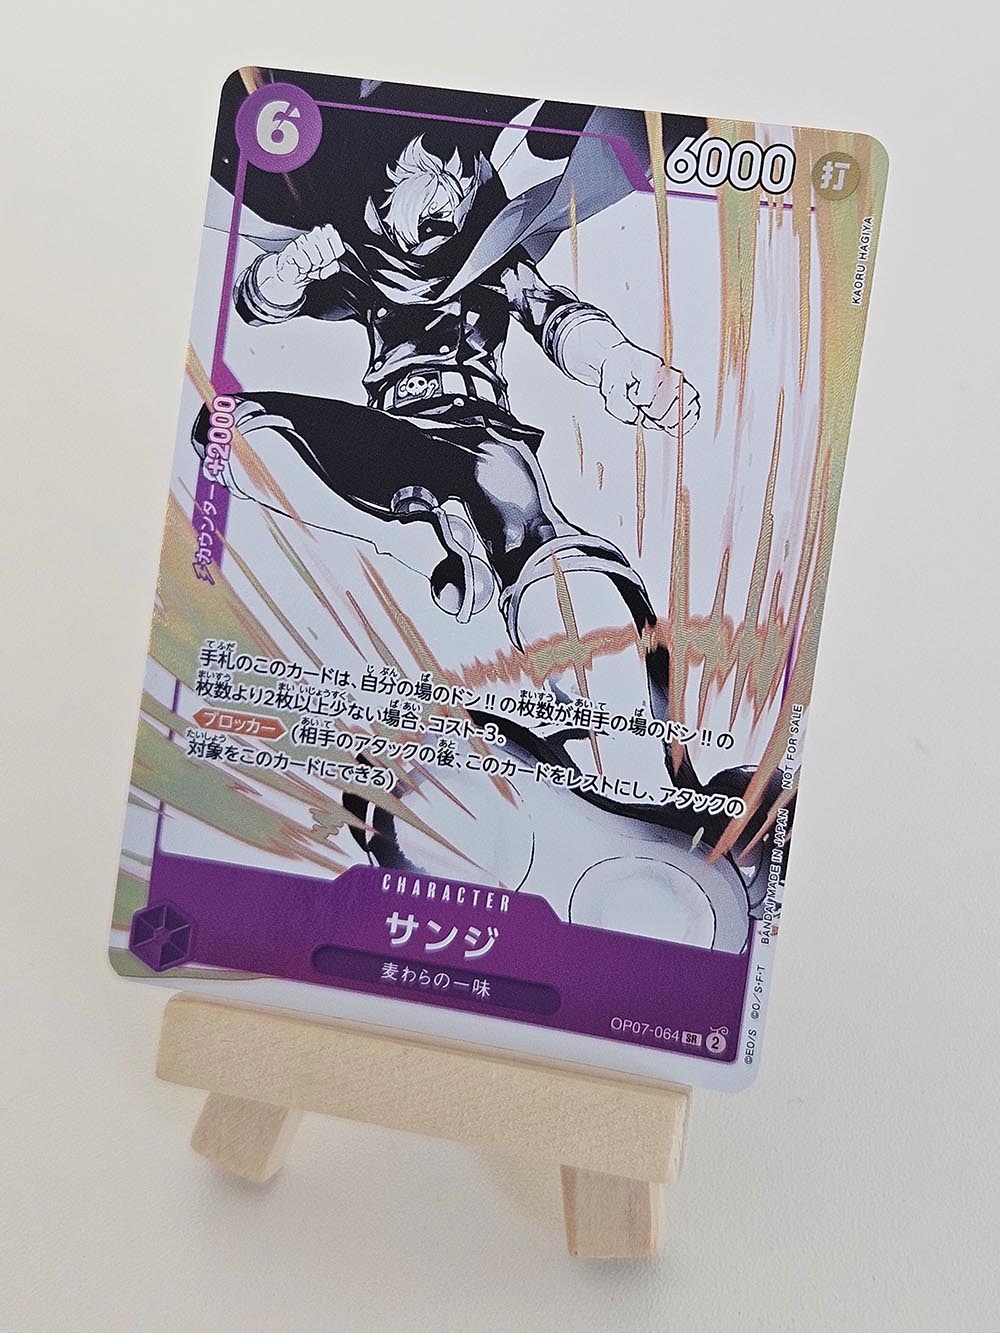 6
6000
打
KAORU HAGIYA
カウンター +2000
手札のこのカードは、自分の場のドン!!の枚数が相手の場のドン!!の
枚数より2枚以上少ない場合、コスト-3。
ブロッカー (相手のアタックの後、このカードをレストにし、アタックの
対象をこのカードにできる)
CHARACTER
サンジ
麦わらの一味
OP07-064 SR 2
©EO/S ©O/S・F・T BANDAI MADE IN JAPAN NOT FOR SALE